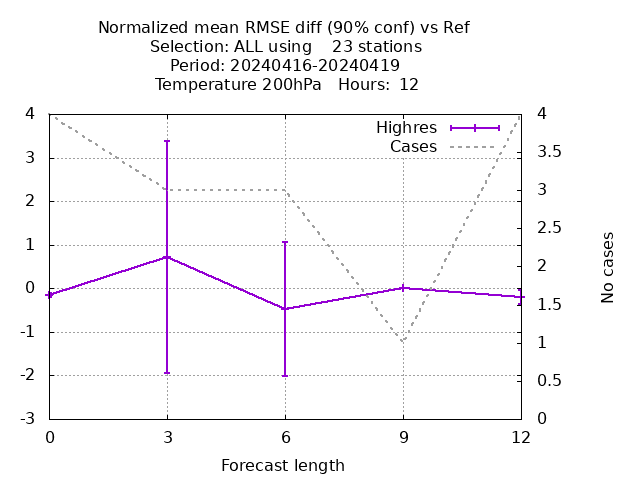 Normalized mean RMSE diff (90% conf) vs Ref
Selection: ALL using    23 stations
Period: 20240416-20240419
Temperature 200hPa   Hours:  12
Highres
Cases
4
3
2
1
0
-1
-2
-3
4
3.5
3
2.5
2
1.5
1
0.5
0
No cases
0 3 6 9 12
Forecast length